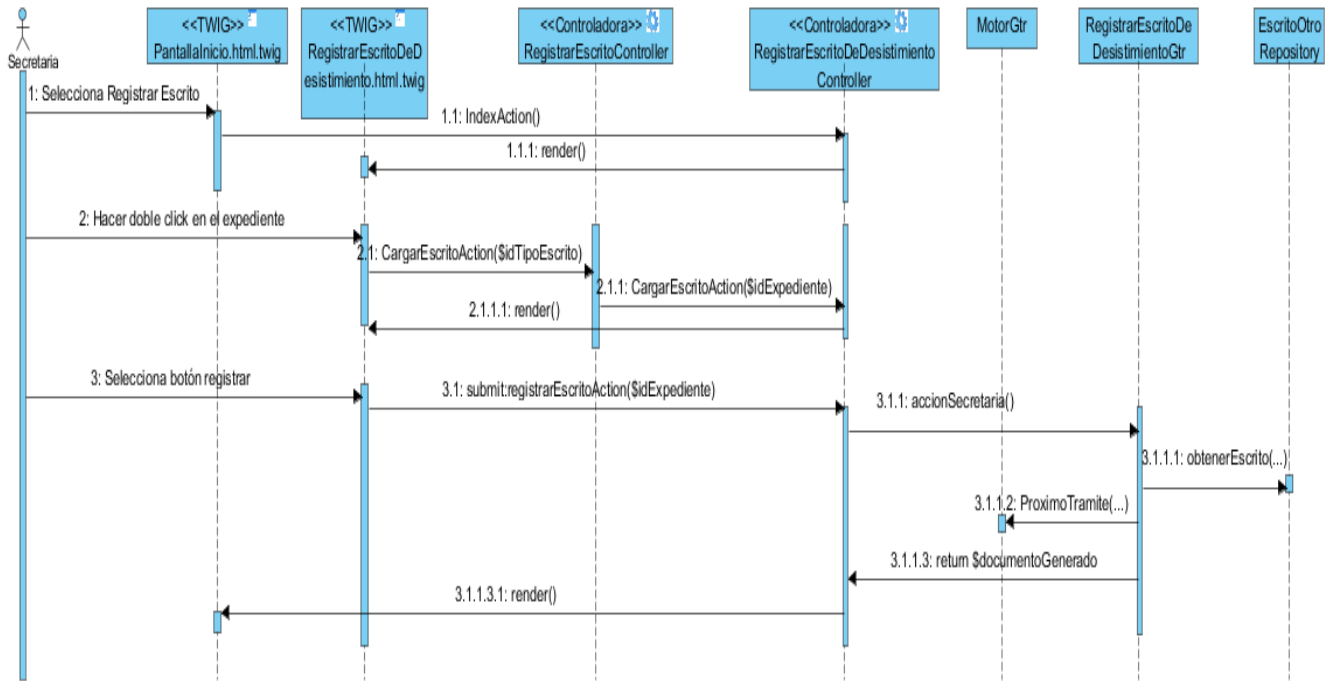 Secretaria
<<TWIG>>
PantallaInicio.html.twig
<<TWIG>>
RegistrarEscritoDeD
esistimiento.html.twig
<<Controladora>>
RegistrarEscritoController
<<Controladora>>
RegistrarEscritoDeDesistimiento
Controller
MotorGtr
RegistrarEscritoDe
DesistimientoGtr
EscritoOtro
Repository
1: Selecciona Registrar Escrito
1.1: IndexAction()
1.1.1: render()
2: Hacer doble click en el expediente
2.1: CargarEscritoAction($idTipoEscrito)
2.1.1: CargarEscritoAction($idExpediente)
2.1.1.1: render()
3: Selecciona botón registrar
3.1: submit:registrarEscritoAction($idExpediente)
3.1.1: accionSecretaria()
3.1.1.1: obtenerEscrito(...)
3.1.1.2: ProximoTramite(...)
3.1.1.3: return $documentoGenerado
3.1.1.3.1: render()